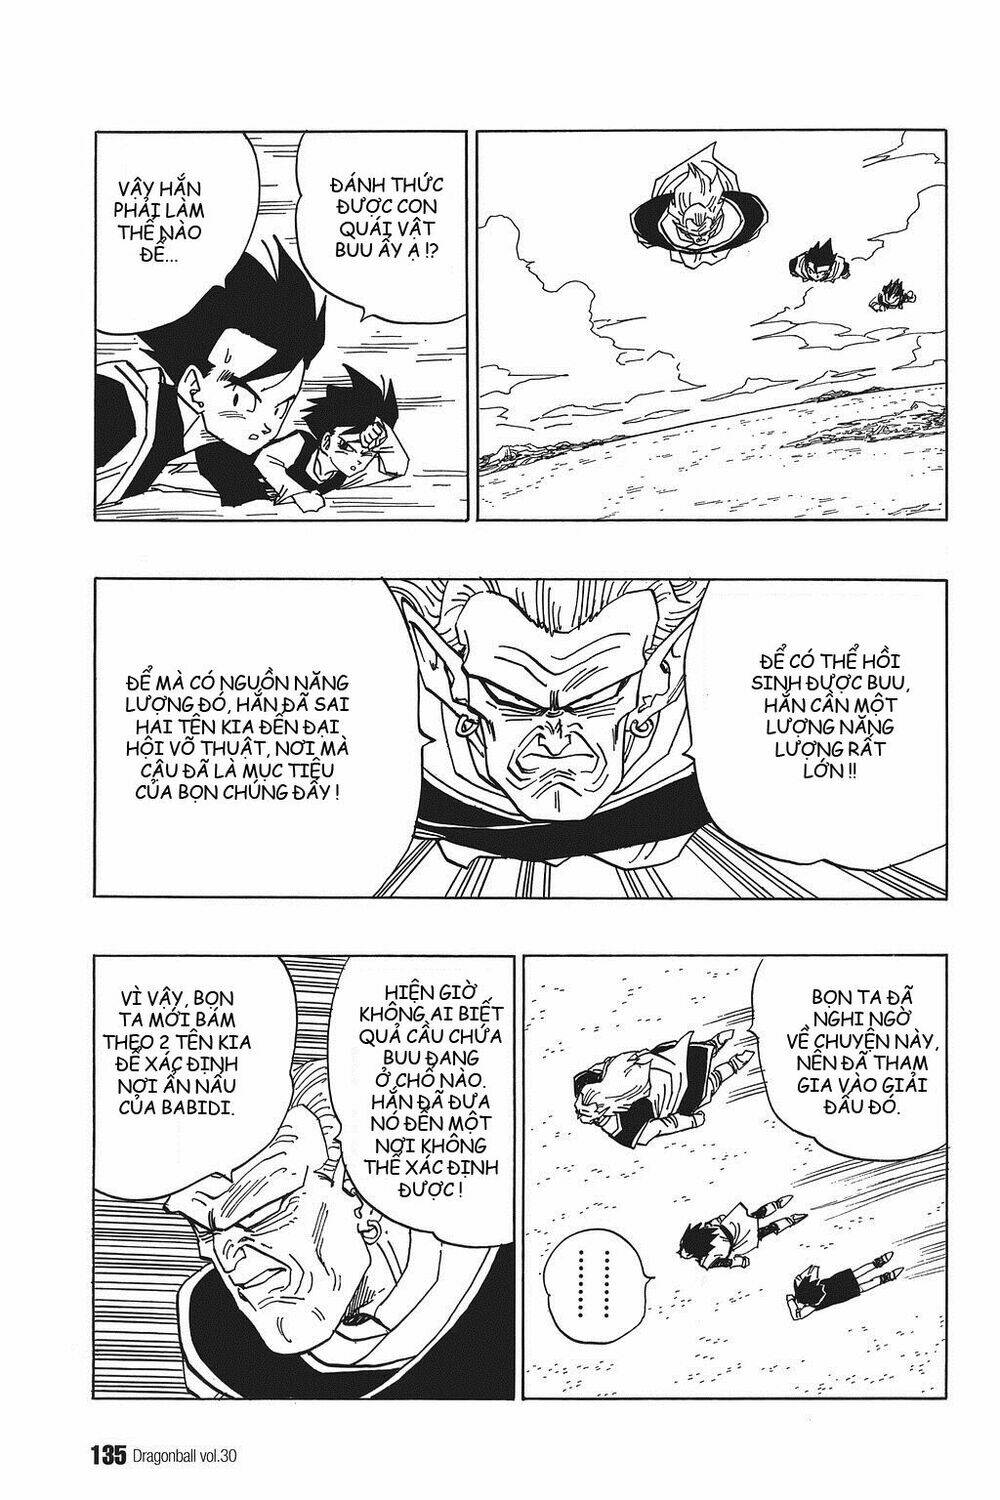 VẬY HẮN
PHẢI LÀM
THẾ NÀO
ĐỂ...
ĐÁNH THỨC
ĐƯỢC CON
QUÁI VẬT
BUU ẤY Ạ !?
ĐỂ CÓ THỂ HỒI
SINH ĐƯỢC BUU,
HẮN CẦN MỘT
LƯỢNG NĂNG
LƯỢNG RẤT
LỚN !!
ĐỂ MÀ CÓ NGUỒN NĂNG
LƯỢNG ĐÓ, HẮN ĐÃ SAI
HAI TÊN KIA ĐẾN ĐẠI
HỘI VÕ THUẬT, NƠI MÀ
CẬU ĐÃ LÀ MỤC TIÊU
CỦA BỌN CHÚNG ĐẤY !
BỌN TA ĐÃ
NGHI NGỜ
VỀ CHUYỆN NÀY,
NÊN ĐÃ THAM
GIA VÀO GIẢI
ĐẤU ĐÓ.
........
........
HIỆN GIỜ
KHÔNG AI BIẾT
QUẢ CẦU CHỨA
BUU ĐANG
Ở CHỖ NÀO.
HẮN ĐÃ ĐƯA
NÓ ĐẾN MỘT
NƠI KHÔNG
THỂ XÁC ĐỊNH
ĐƯỢC !
VÌ VẬY, BỌN
TA MỚI BÁM
THEO 2 TÊN KIA
ĐỂ XÁC ĐỊNH
NƠI ẨN NẤU
CỦA BABIDI.
135 Dragonball vol.30